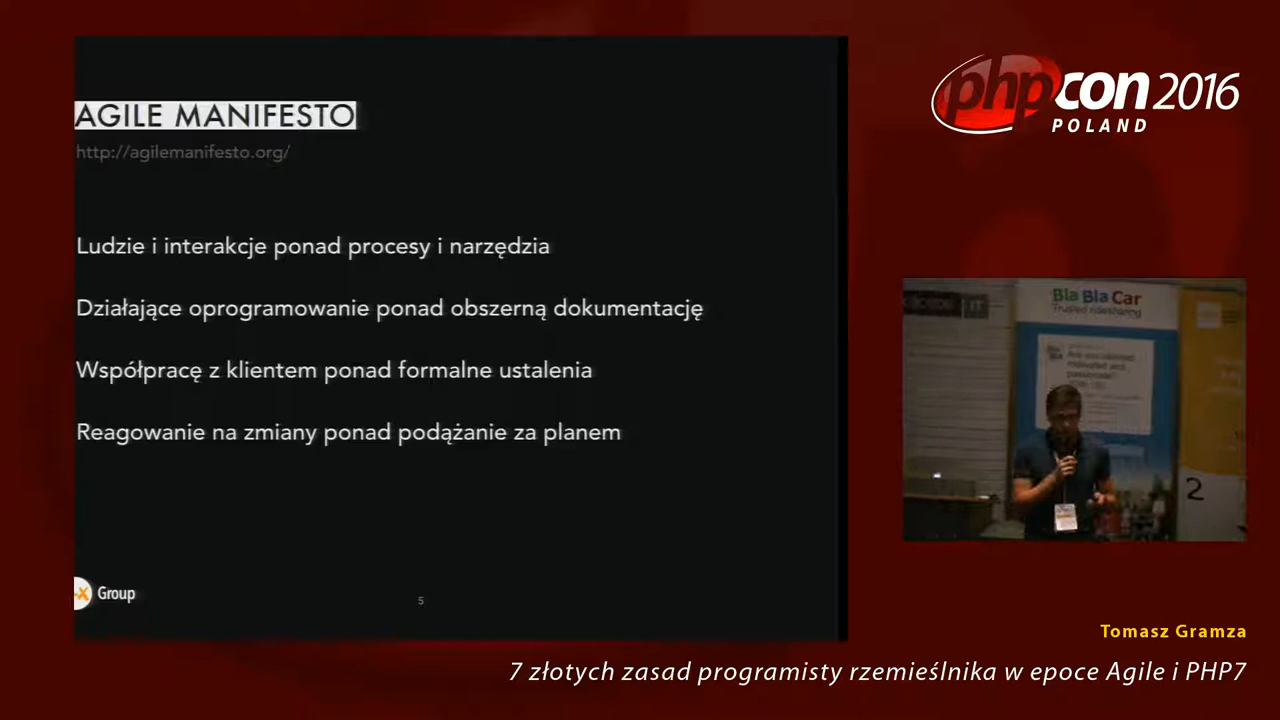 AGILE MANIFESTO
http://agilemanifesto.org/
Ludzie i interakcje ponad procesy i narzędzia
Działające oprogramowanie ponad obszerną dokumentację
Współpracę z klientem ponad formalne ustalenia
Reagowanie na zmiany ponad podążanie za planem
X Group
5
phpcon 2016
POLAND
Bla Bla Car
Trusted ridesharing
2
Tomasz Gramza
7 złotych zasad programisty rzemieślnika w epoce Agile i PHP7